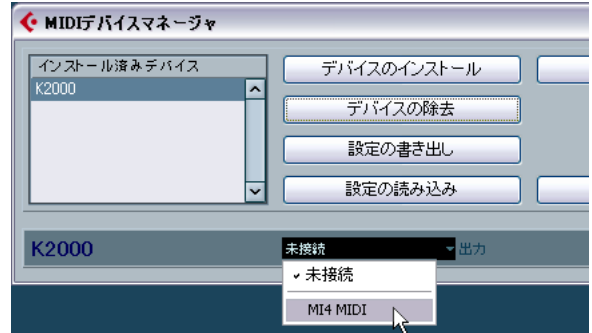 MIDIデバイスマネージャ
インストール済みデバイス
K2000
デバイスのインストール
デバイスの除去
設定の書き出し
設定の読み込み
K2000
未接続
出力
✓ 未接続
MI4 MIDI